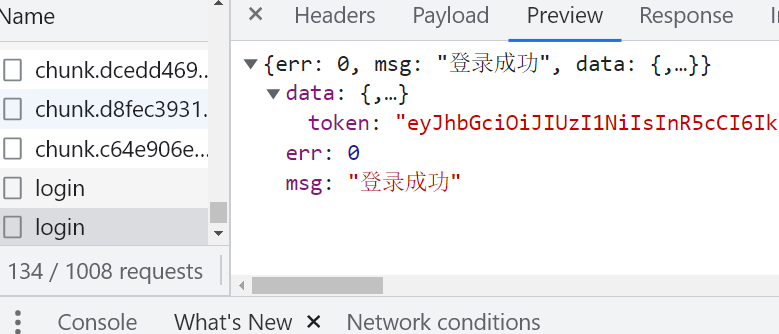 Name
Headers Payload Preview Response
{err: 0, msg: "登录成功", data: {,…}}
chunk.dcedd469...
data: {,…}
chunk.d8fec3931.
token: "eyJhbGciOiJIUzI1NiIsInR5cCI6Ik
chunk.c64e906e...
err: 0
login
msg: "登录成功"
login
134 / 1008 requests
Console What's New Network conditions